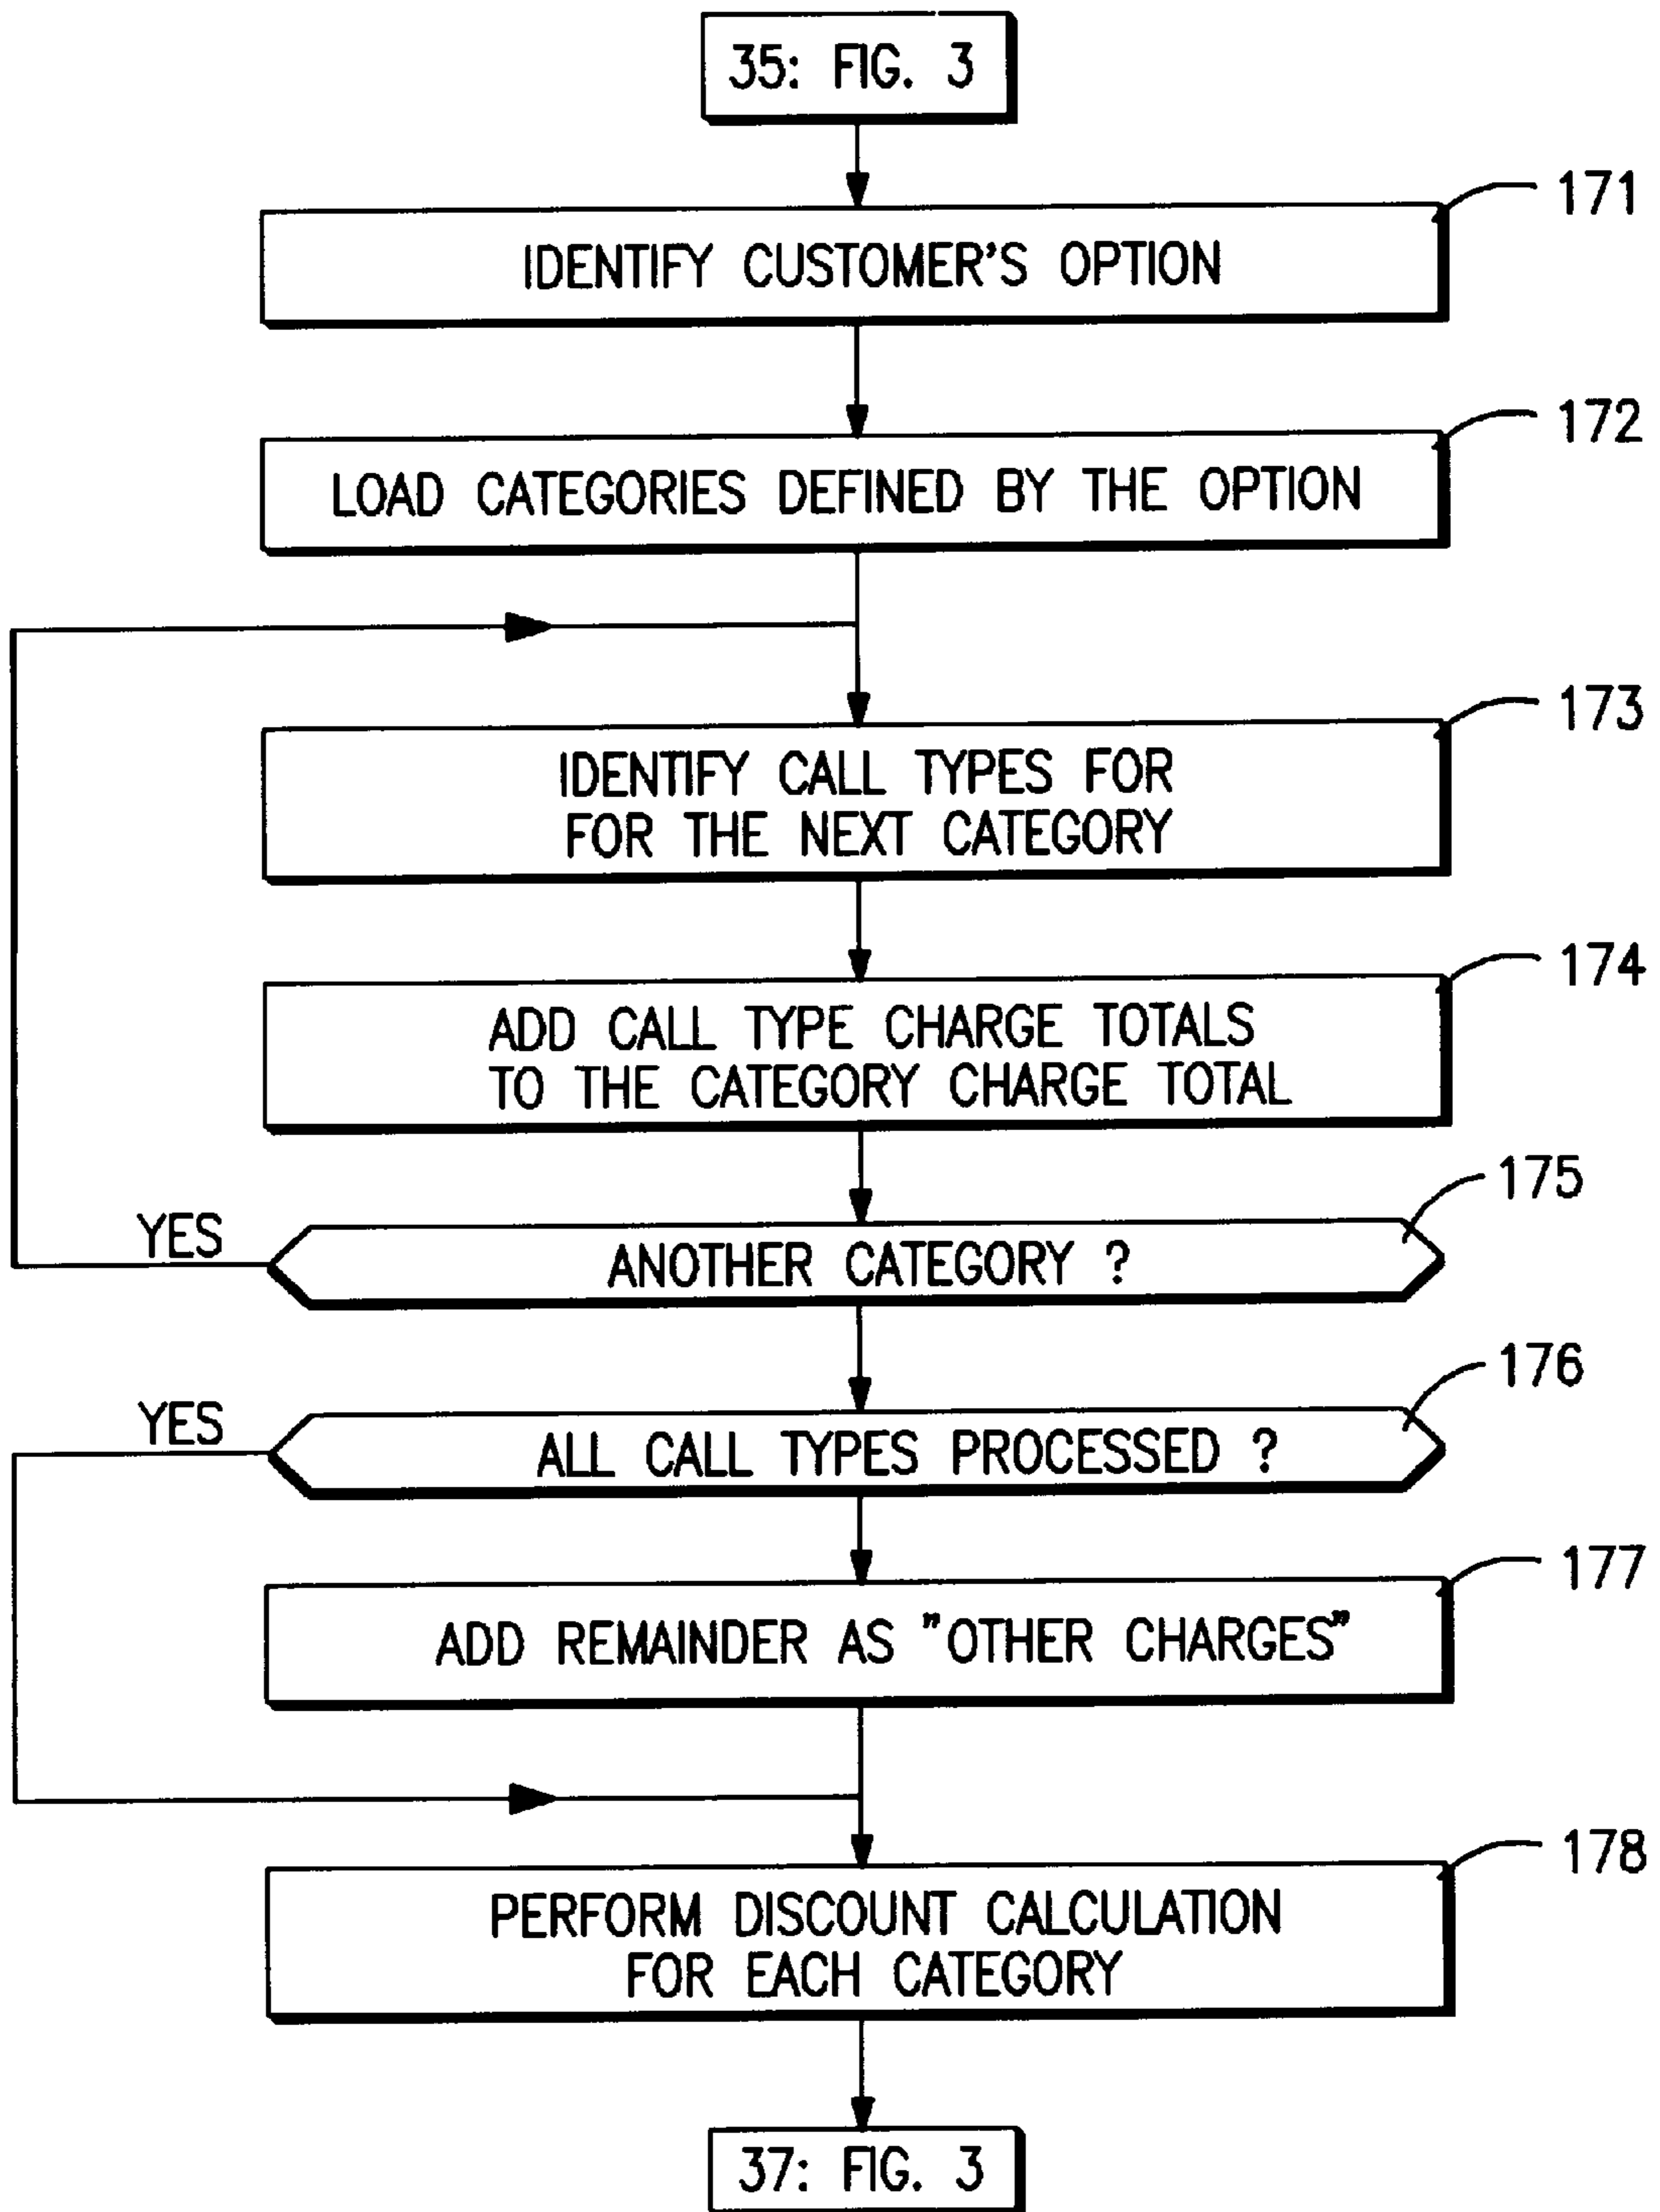 35: FIG. 3
171
IDENTIFY CUSTOMER'S OPTION
172
LOAD CATEGORIES DEFINED BY THE OPTION
173
IDENTIFY CALL TYPES FOR
FOR THE NEXT CATEGORY
174
ADD CALL TYPE CHARGE TOTALS
TO THE CATEGORY CHARGE TOTAL
175
YES
ANOTHER CATEGORY ?
176
YES
ALL CALL TYPES PROCESSED ?
177
ADD REMAINDER AS "OTHER CHARGES"
178
PERFORM DISCOUNT CALCULATION
FOR EACH CATEGORY
37: FIG. 3